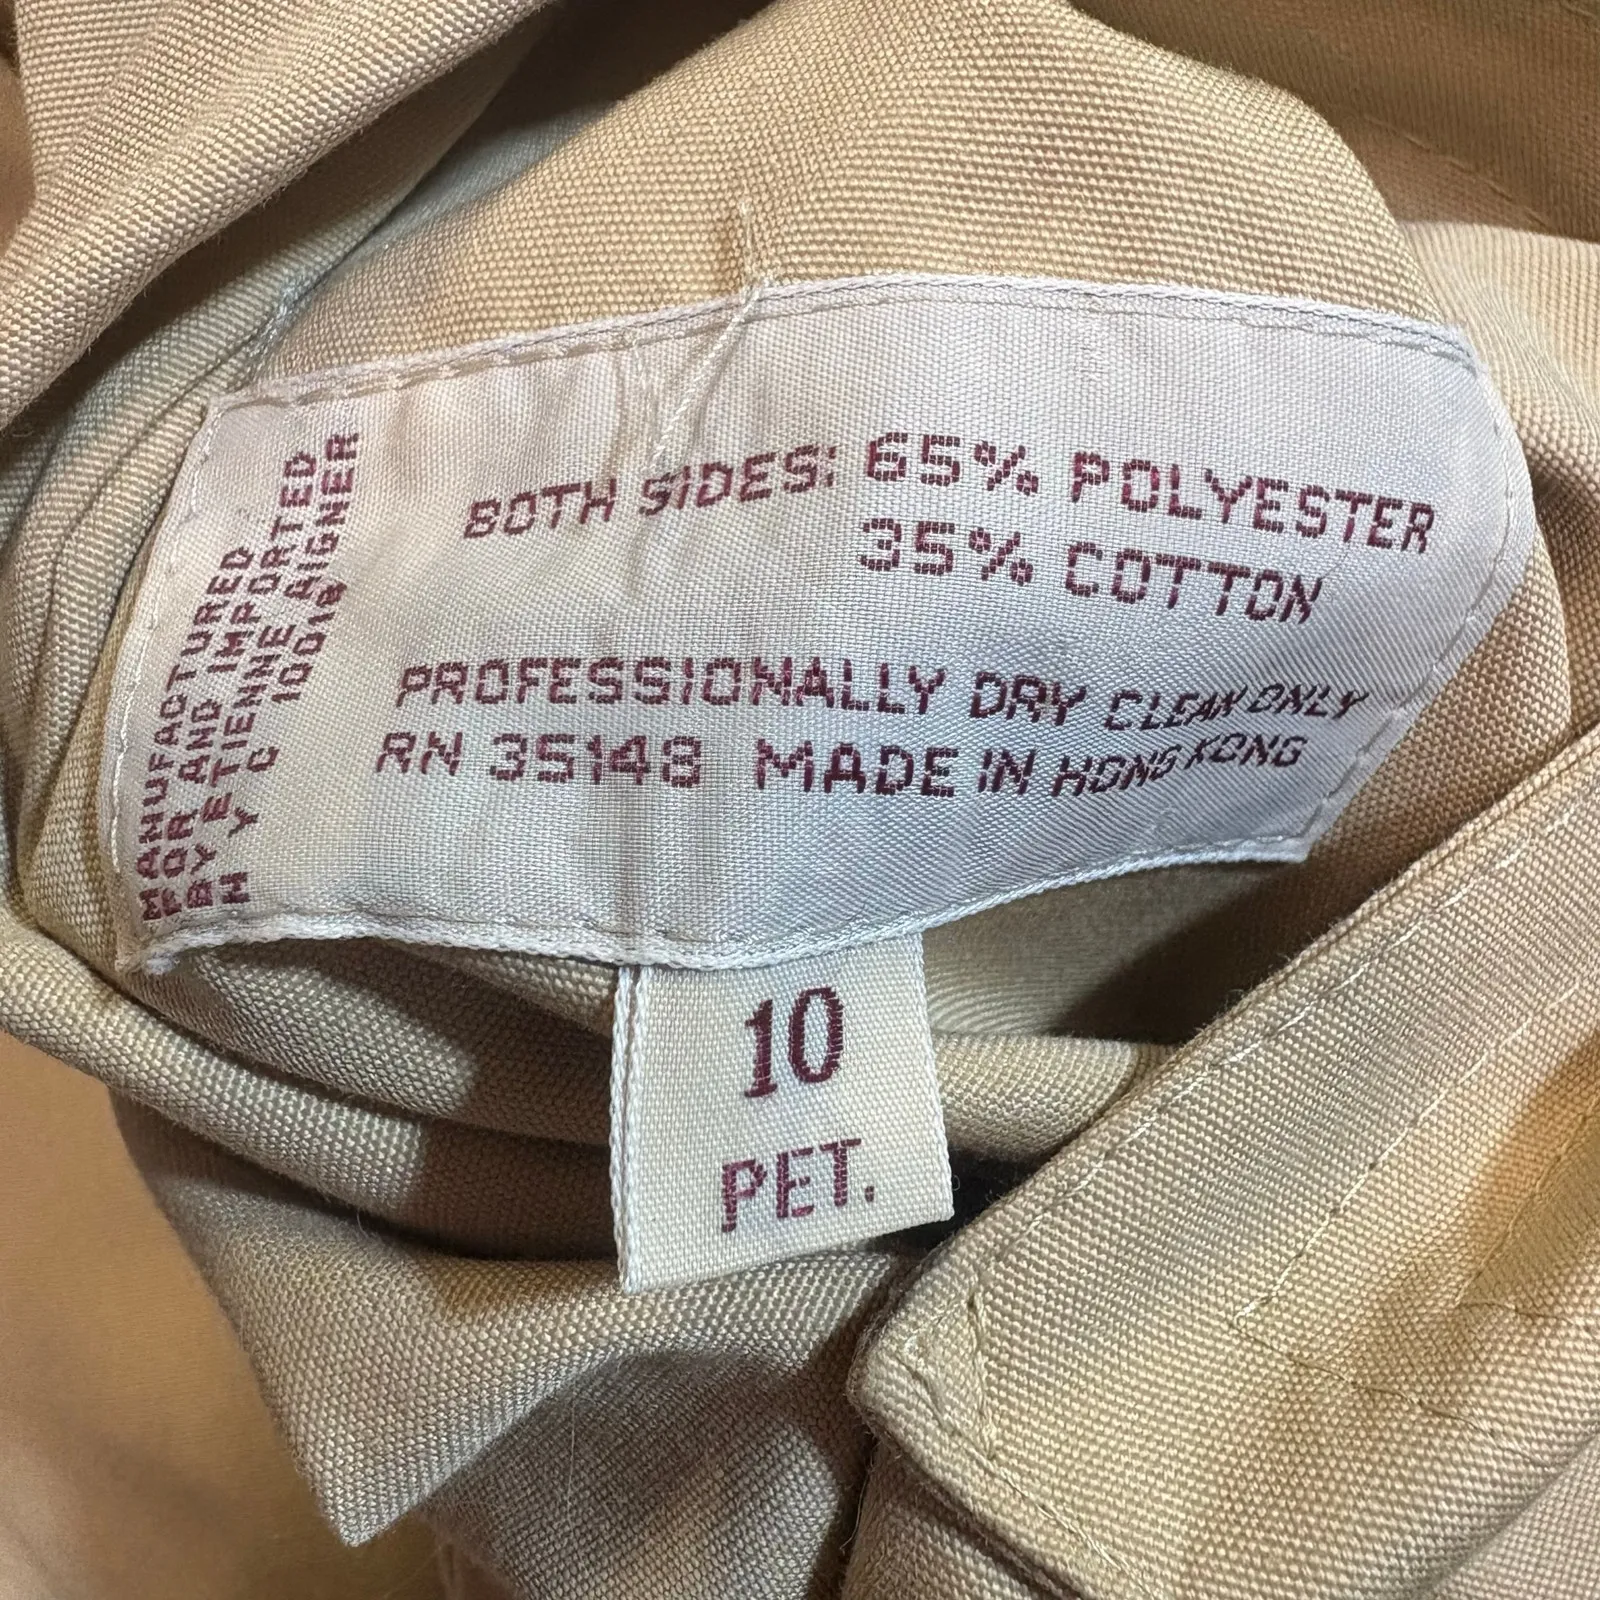 BOTH SIDES: 65% POLYESTER
35% COTTON
PROFESSIONALLY DRY CLEAN ONLY
RN 35148 MADE IN HONG KONG
MANUFACTURED
FOR AND IMPORTED
BY ETIENNE AIGNER
N Y C 10018
10
PET.